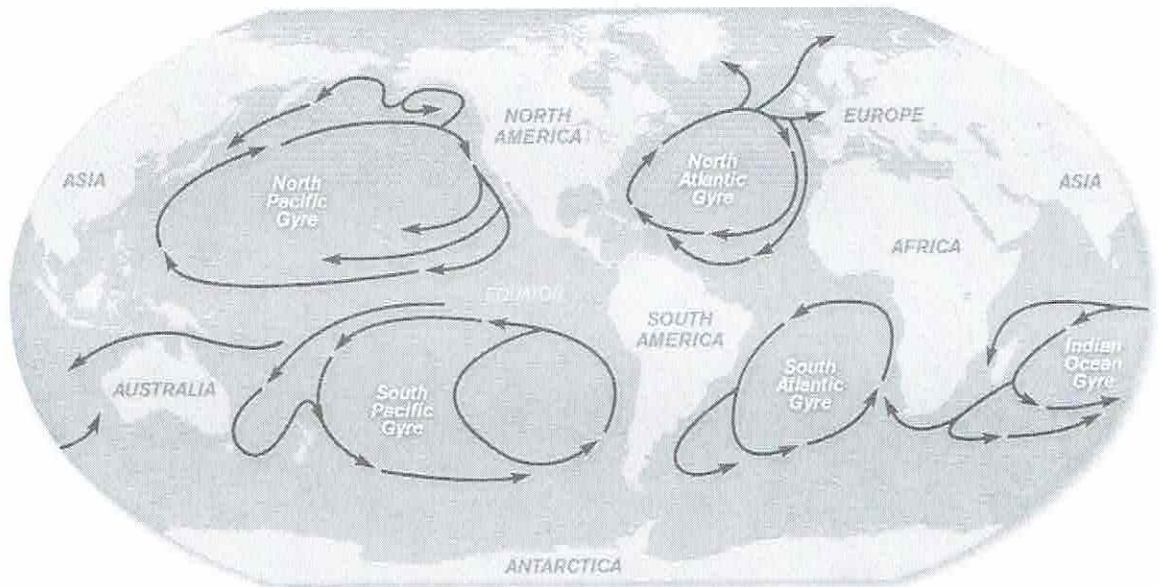 NORTH
AMERICA
EUROPE
ASIA
North
Pacific
Gyre
North
Atlantic
Gyre
ASIA
AFRICA
EQUATOR
SOUTH
AMERICA
AUSTRALIA
South
Pacific
Gyre
South
Atlantic
Gyre
Indian
Ocean
Gyre
ANTARCTICA